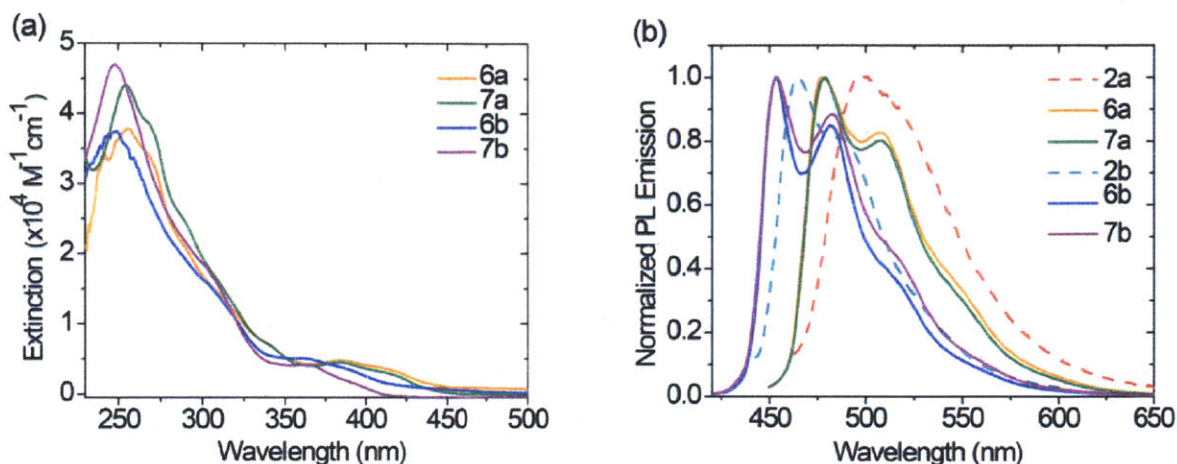 (a)
Extinction (x10⁴ M⁻¹cm⁻¹)
5
4
3
2
1
0
250 300 350 400 450 500
Wavelength (nm)
6a
7a
6b
7b
(b)
Normalized PL Emission
1.0
0.8
0.6
0.4
0.2
0.0
450 500 550 600 650
Wavelength (nm)
2a
6a
7a
2b
6b
7b